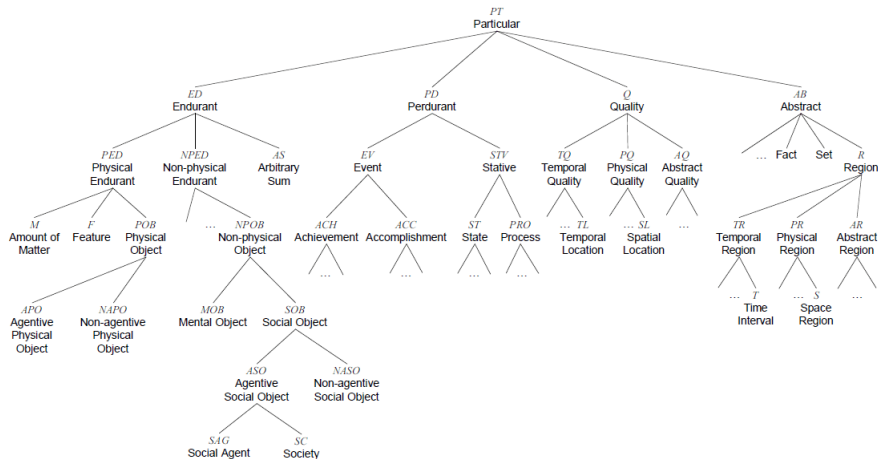 PT
Particular
ED PD Q AB
Endurant Perdurant Quality Abstract
PED NPED AS EV STV TQ PQ AQ … Fact Set R
Physical Non-physical Arbitrary Event Stative Temporal Physical Abstract Region
Endurant Endurant Sum Quality Quality Quality
M F POB … NPOB ACH ACC ST PRO … TL … SL … TR PR AR
Amount of Feature Physical Non-physical Achievement Accomplishment State Process Temporal Spatial Temporal Physical Abstract
Matter Object Object Location Location Region Region Region
… … … …
APO NAPO MOB SOB … T … S …
Agentive Non-agentive Mental Object Social Object Time Space
Physical Physical Interval Region
Object Object
ASO NASO
Agentive Non-agentive
Social Object Social Object
SAG SC
Social Agent Society